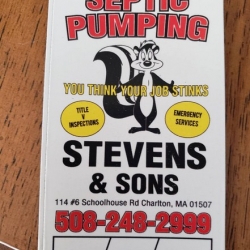 SEPTIC
PUMPING
YOU THINK YOUR JOB STINKS
TITLE
V
INSPECTIONS
EMERGENCY
SERVICES
STEVENS
& SONS
114 #6 Schoolhouse Rd Charlton, MA 01507
508-248-2999